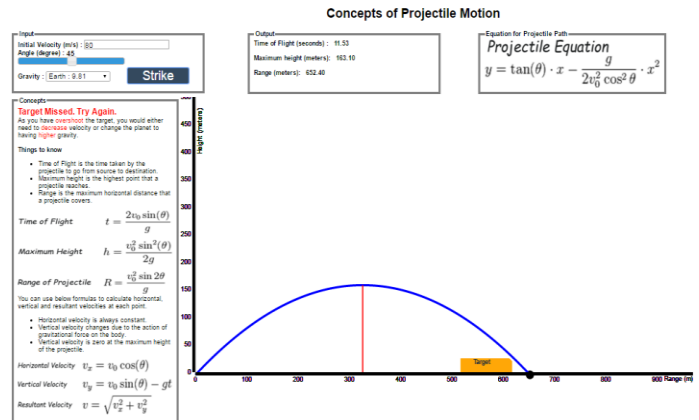 Concepts of Projectile Motion
Input
Initial Velocity (m/s) : 80
Angle (degree) : 45
Gravity : Earth : 9.81
Strike
Output
Time of Flight (seconds) : 11.53
Maximum height (meters): 163.10
Range (meters): 652.40
Equation for Projectile Path
Projectile Equation
y = tan(θ) · x − g / 2v₀² cos² θ · x²
Concepts
Target Missed. Try Again.
As you have overshoot the target, you would either
need to decrease velocity or change the planet to
having higher gravity.
Things to know
• Time of Flight is the time taken by the
projectile to go from source to destination.
• Maximum height is the highest point that a
projectile reaches.
• Range is the maximum horizontal distance that
a projectile covers.
Time of Flight t = 2v₀ sin(θ) / g
Maximum Height h = v₀² sin²(θ) / 2g
Range of Projectile R = v₀² sin 2θ / g
You can use below formulas to calculate horizontal,
vertical and resultant velocities at each point.
• Horizontal velocity is always constant.
• Vertical velocity changes due to the action of
gravitational force on the body.
• Vertical velocity is zero at the maximum height
of the projectile.
Horizontal Velocity vₓ = v₀ cos(θ)
Vertical Velocity v_y = v₀ sin(θ) − gt
Resultant Velocity v = √(vₓ² + v_y²)
Height (meters)
450
400
350
300
250
200
150
100
50
0
Target
0 100 200 300 400 500 600 700 800 900 Range (m)